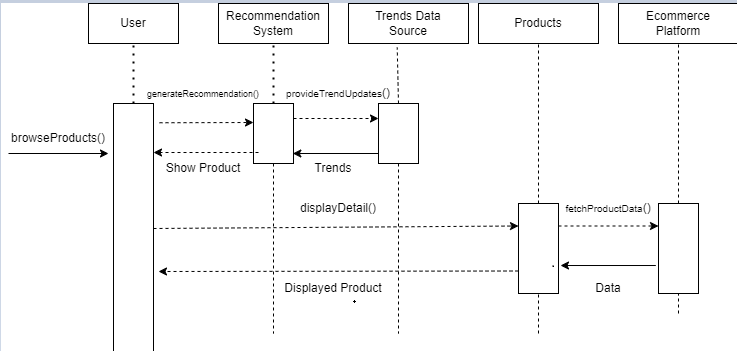 User
Recommendation
System
Trends Data
Source
Products
Ecommerce
Platform
generateRecommendation()
provideTrendUpdates()
browseProducts()
Show Product
Trends
displayDetail()
fetchProductData()
Displayed Product
Data